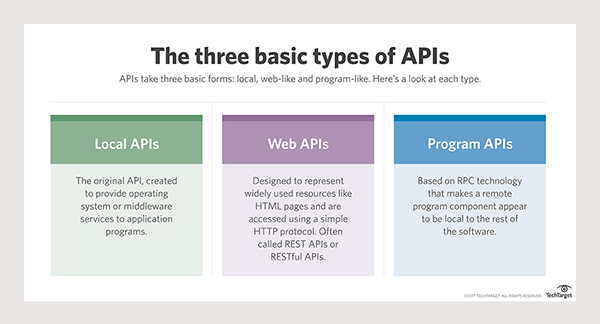 The three basic types of APIs
APIs take three basic forms: local, web-like and program-like. Here's a look at each type.
Local APIs
The original API, created
to provide operating
system or middleware
services to application
programs.
Web APIs
Designed to represent
widely used resources like
HTML pages and are
accessed using a simple
HTTP protocol. Often
called REST APIs or
RESTful APIs.
Program APIs
Based on RPC technology
that makes a remote
program component appear
to be local to the rest of
the software.
©2017 TECHTARGET. ALL RIGHTS RESERVED
TechTarget